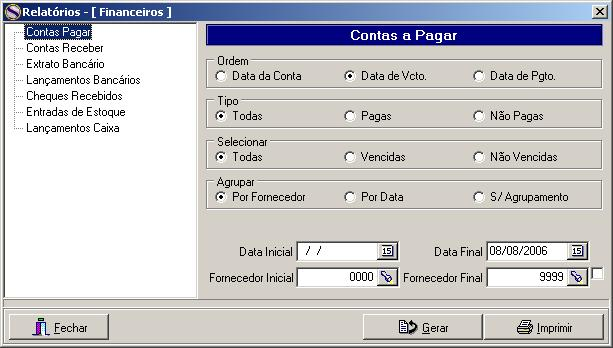 Relatórios - [ Financeiros ]
Contas Pagar
Contas Receber
Extrato Bancário
Lançamentos Bancários
Cheques Recebidos
Entradas de Estoque
Lançamentos Caixa
Contas a Pagar
Ordem
Data da Conta Data de Vcto. Data de Pgto.
Tipo
Todas Pagas Não Pagas
Selecionar
Todas Vencidas Não Vencidas
Agrupar
Por Fornecedor Por Data S/ Agrupamento
Data Inicial / / 15 Data Final 08/08/2006 15
Fornecedor Inicial 0000 Fornecedor Final 9999
Fechar Gerar Imprimir